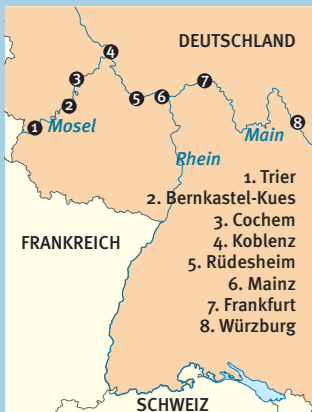 DEUTSCHLAND
4
3
7
5
6
2
8
1
Mosel
Main
Rhein
1. Trier
2. Bernkastel-Kues
3. Cochem
FRANKREICH
4. Koblenz
5. Rüdesheim
6. Mainz
7. Frankfurt
8. Würzburg
SCHWEIZ